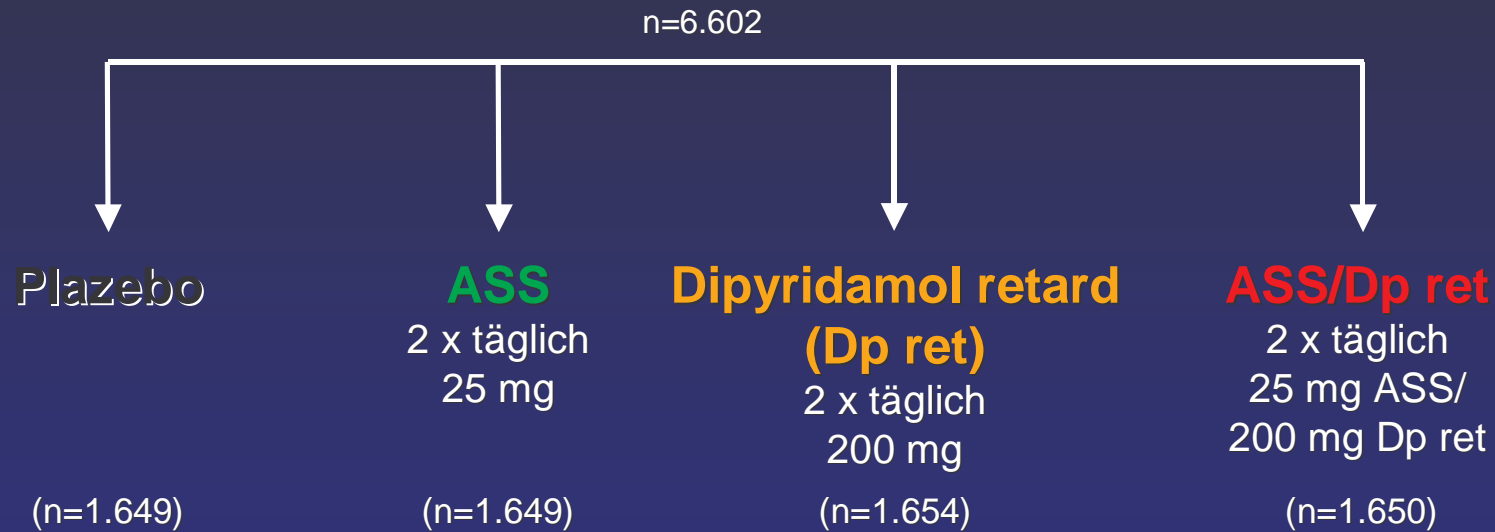 n=6.602
Plazebo
(n=1.649)
ASS
2 x täglich
25 mg
(n=1.649)
Dipyridamol retard
(Dp ret)
2 x täglich
200 mg
(n=1.654)
ASS/Dp ret
2 x täglich
25 mg ASS/
200 mg Dp ret
(n=1.650)